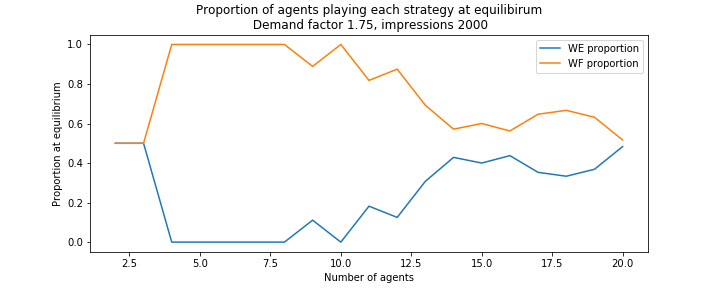 Proportion of agents playing each strategy at equilibirum
Demand factor 1.75, impressions 2000
WE proportion
WF proportion
Proportion at equilibrium
1.0
0.8
0.6
0.4
0.2
0.0
2.5 5.0 7.5 10.0 12.5 15.0 17.5 20.0
Number of agents